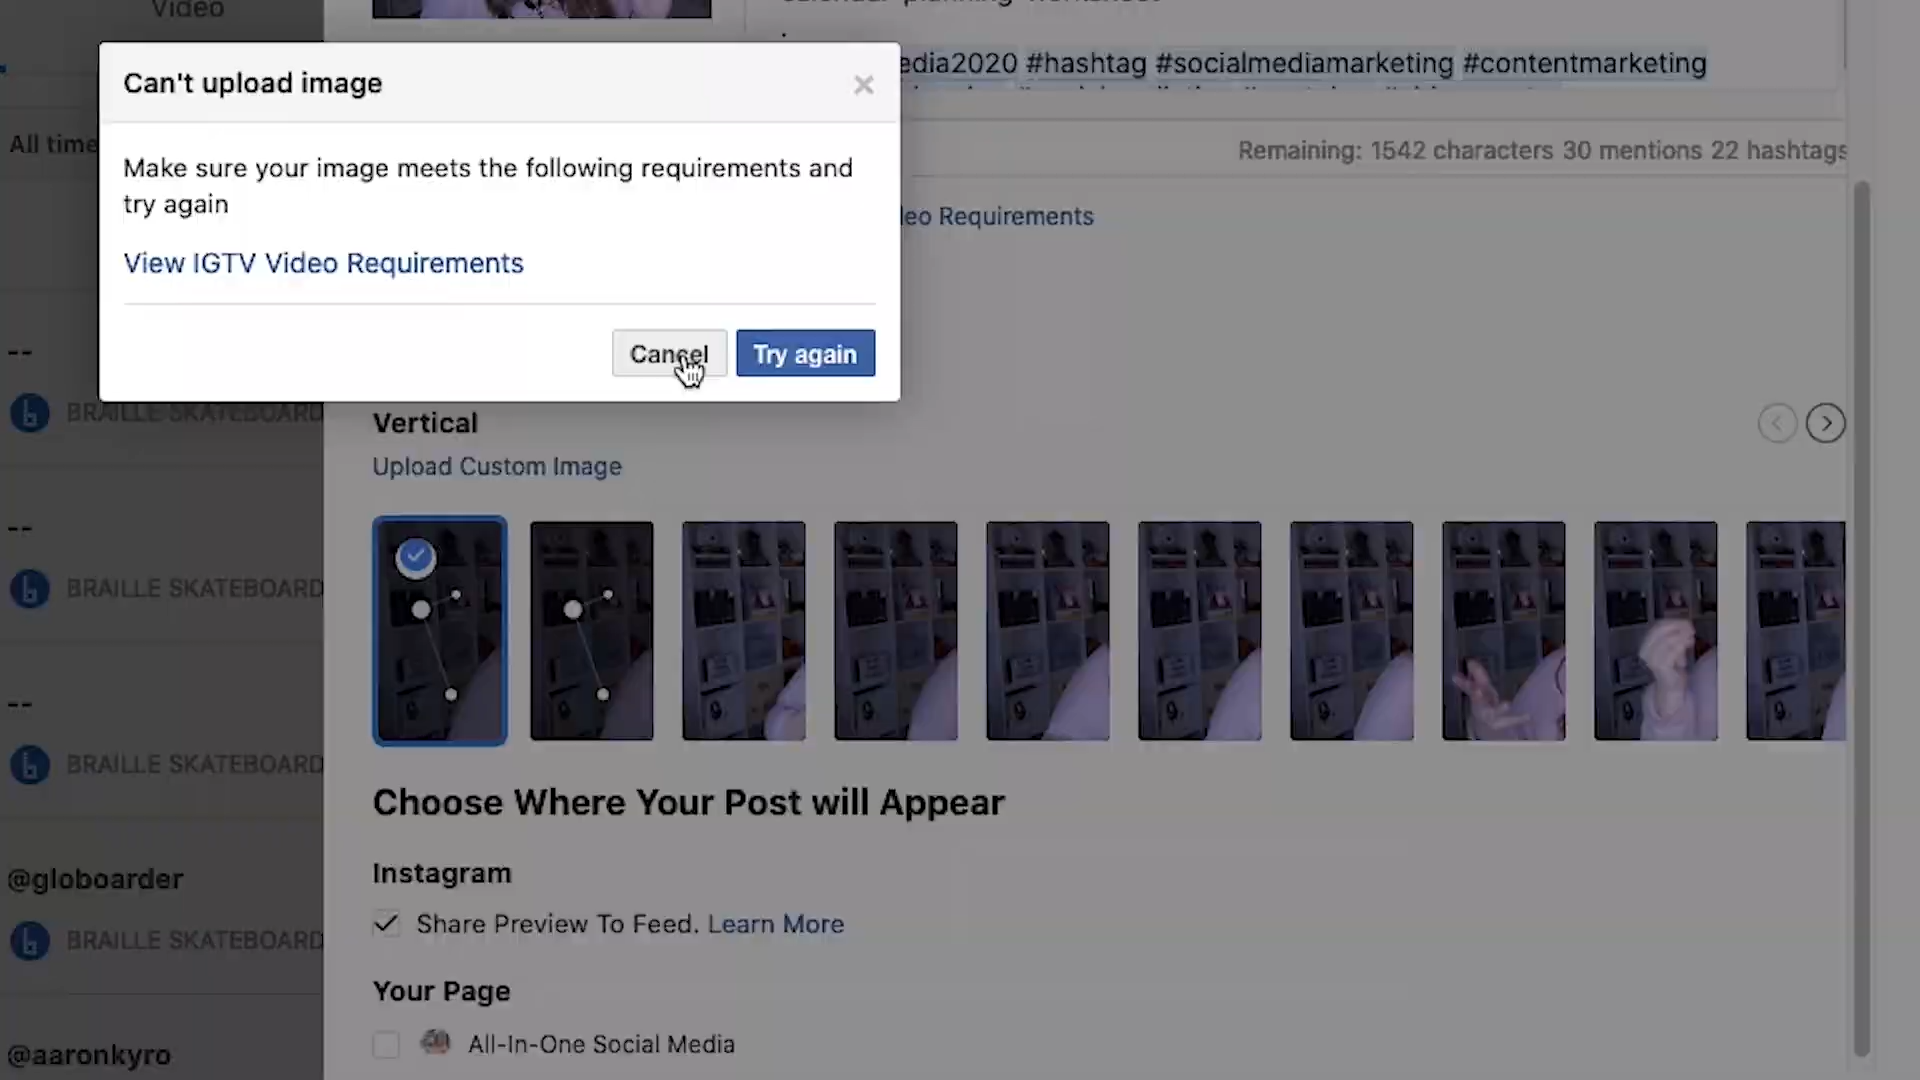 Video
calendar planning worksheet
.
Can't upload image
edia2020 #hashtag #socialmediamarketing #contentmarketing
All time
Make sure your image meets the following requirements and
try again
Remaining: 1542 characters 30 mentions 22 hashtags
eo Requirements
View IGTV Video Requirements
Cancel
Try again
--
BRAILLE SKATEBOARD
Vertical
Upload Custom Image
--
BRAILLE SKATEBOARD
--
BRAILLE SKATEBOARD
Choose Where Your Post will Appear
@globoarder
Instagram
Share Preview To Feed. Learn More
BRAILLE SKATEBOARD
Your Page
All-In-One Social Media
@aaronkyro